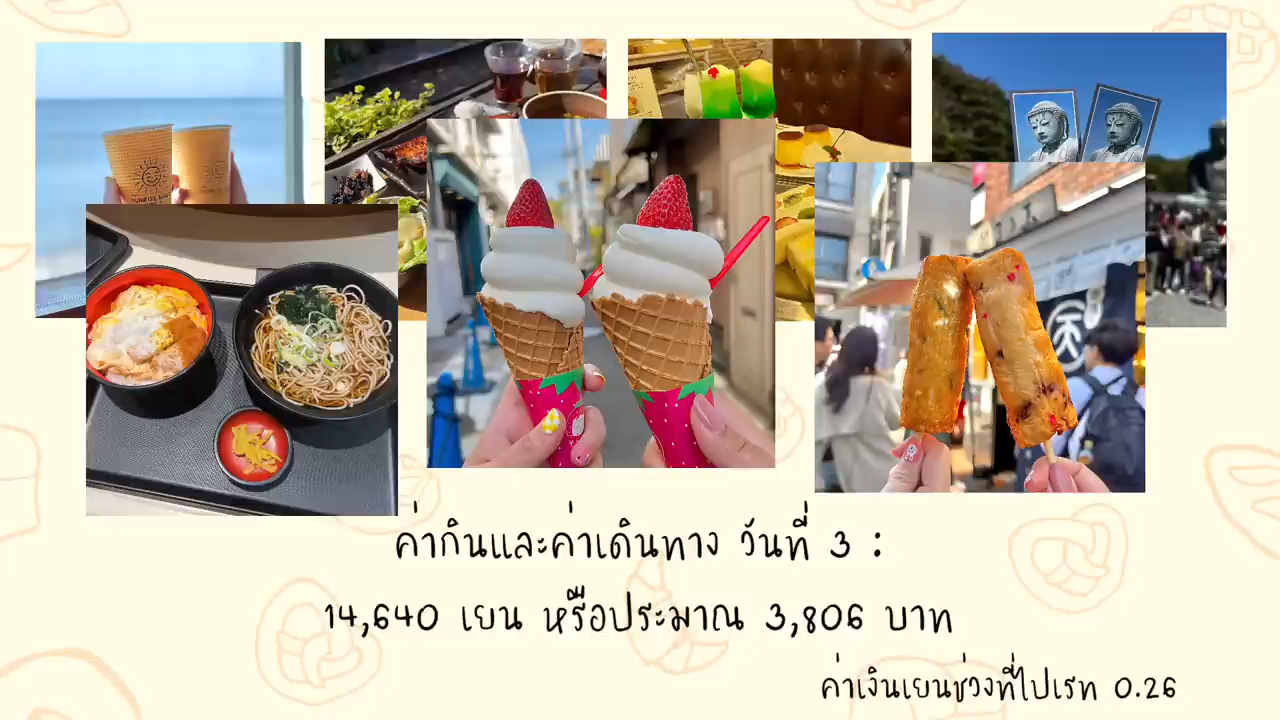 SUNRISE
ค่ากินและค่าเดินทาง วันที่ 3 :
14,640 เยน หรือประมาณ 3,806 บาท
ค่าเงินเยนช่วงที่ไปเรท 0.26